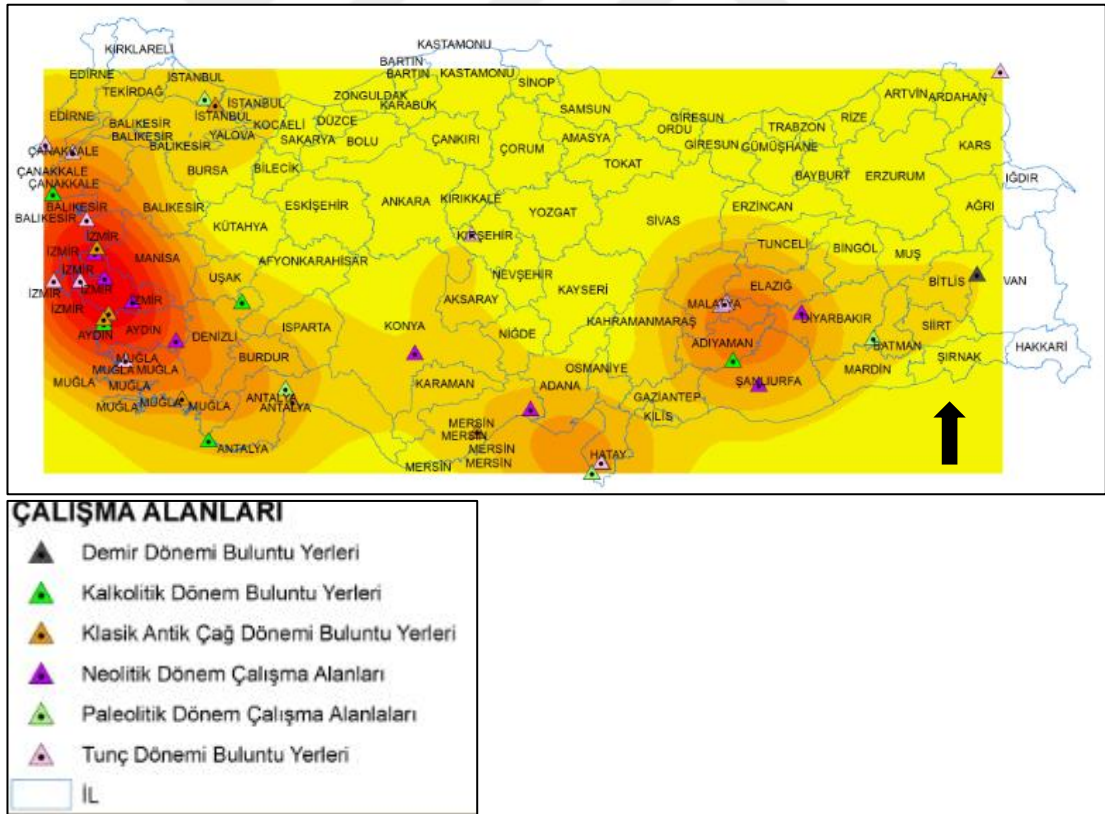 KASTAMONU
KIRKLARELİ
BARTIN
EDİRNE İSTANBUL BARTIN KASTAMONU
TEKİRDAĞ ZONGULDAK SİNOP
İSTANBUL KARABÜK ARTVİN ARDAHAN
EDİRNE İSTANBUL DÜZCE SAMSUN GİRESUN RİZE
BALIKESİR KOCAELİ ORDU TRABZON
BALIKESİR YALOVA SAKARYA BOLU ÇANKIRI AMASYA KARS
ÇANAKKALE BALIKESİR ÇORUM GİRESUN GÜMÜŞHANE
ÇANAKKALE BURSA BİLECİK TOKAT BAYBURT ERZURUM IĞDIR
ÇANAKKALE
BALIKESİR BALIKESİR ESKİŞEHİR ANKARA KIRIKKALE ERZİNCAN AĞRI
BALIKESİR KÜTAHYA YOZGAT SİVAS
İZMİR KIRŞEHİR TUNCELİ
İZMİR MANİSA AFYONKARAHİSAR BİNGÖL MUŞ
İZMİR UŞAK NEVŞEHİR ELAZIĞ BİTLİS VAN
İZMİR İZMİR KAYSERİ
İZMİR İZMİR AKSARAY MALATYA
AYDIN AYDIN DENİZLİ ISPARTA KONYA NİĞDE KAHRAMANMARAŞ DİYARBAKIR SİİRT
ADIYAMAN BATMAN HAKKARİ
MUĞLA BURDUR ŞIRNAK
MUĞLA MUĞLA OSMANİYE MARDİN
MUĞLA MUĞLA KARAMAN ADANA ŞANLIURFA
MUĞLA MUĞLA MUĞLA ANTALYA GAZİANTEP
ANTALYA KİLİS
MERSİN
MERSİN
ANTALYA MERSİN HATAY
MERSİN MERSİN
ÇALIŞMA ALANLARI
Demir Dönemi Buluntu Yerleri
Kalkolitik Dönem Buluntu Yerleri
Klasik Antik Çağ Dönemi Buluntu Yerleri
Neolitik Dönem Çalışma Alanları
Paleolitik Dönem Çalışma Alanlaları
Tunç Dönemi Buluntu Yerleri
İL